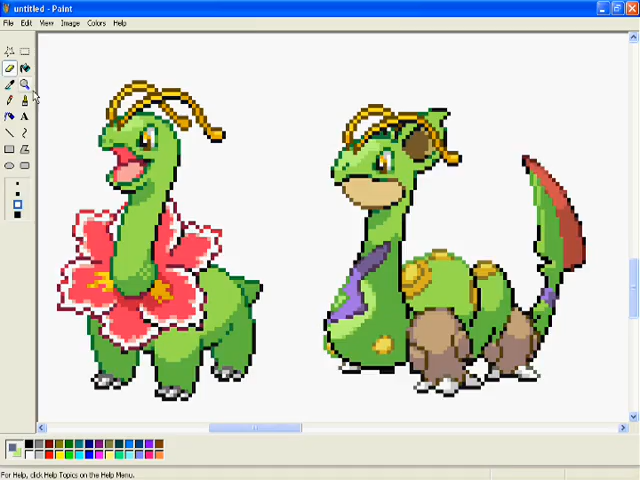 untitled - Paint
File Edit View Image Colors Help
A
For Help, click Help Topics on the Help Menu.